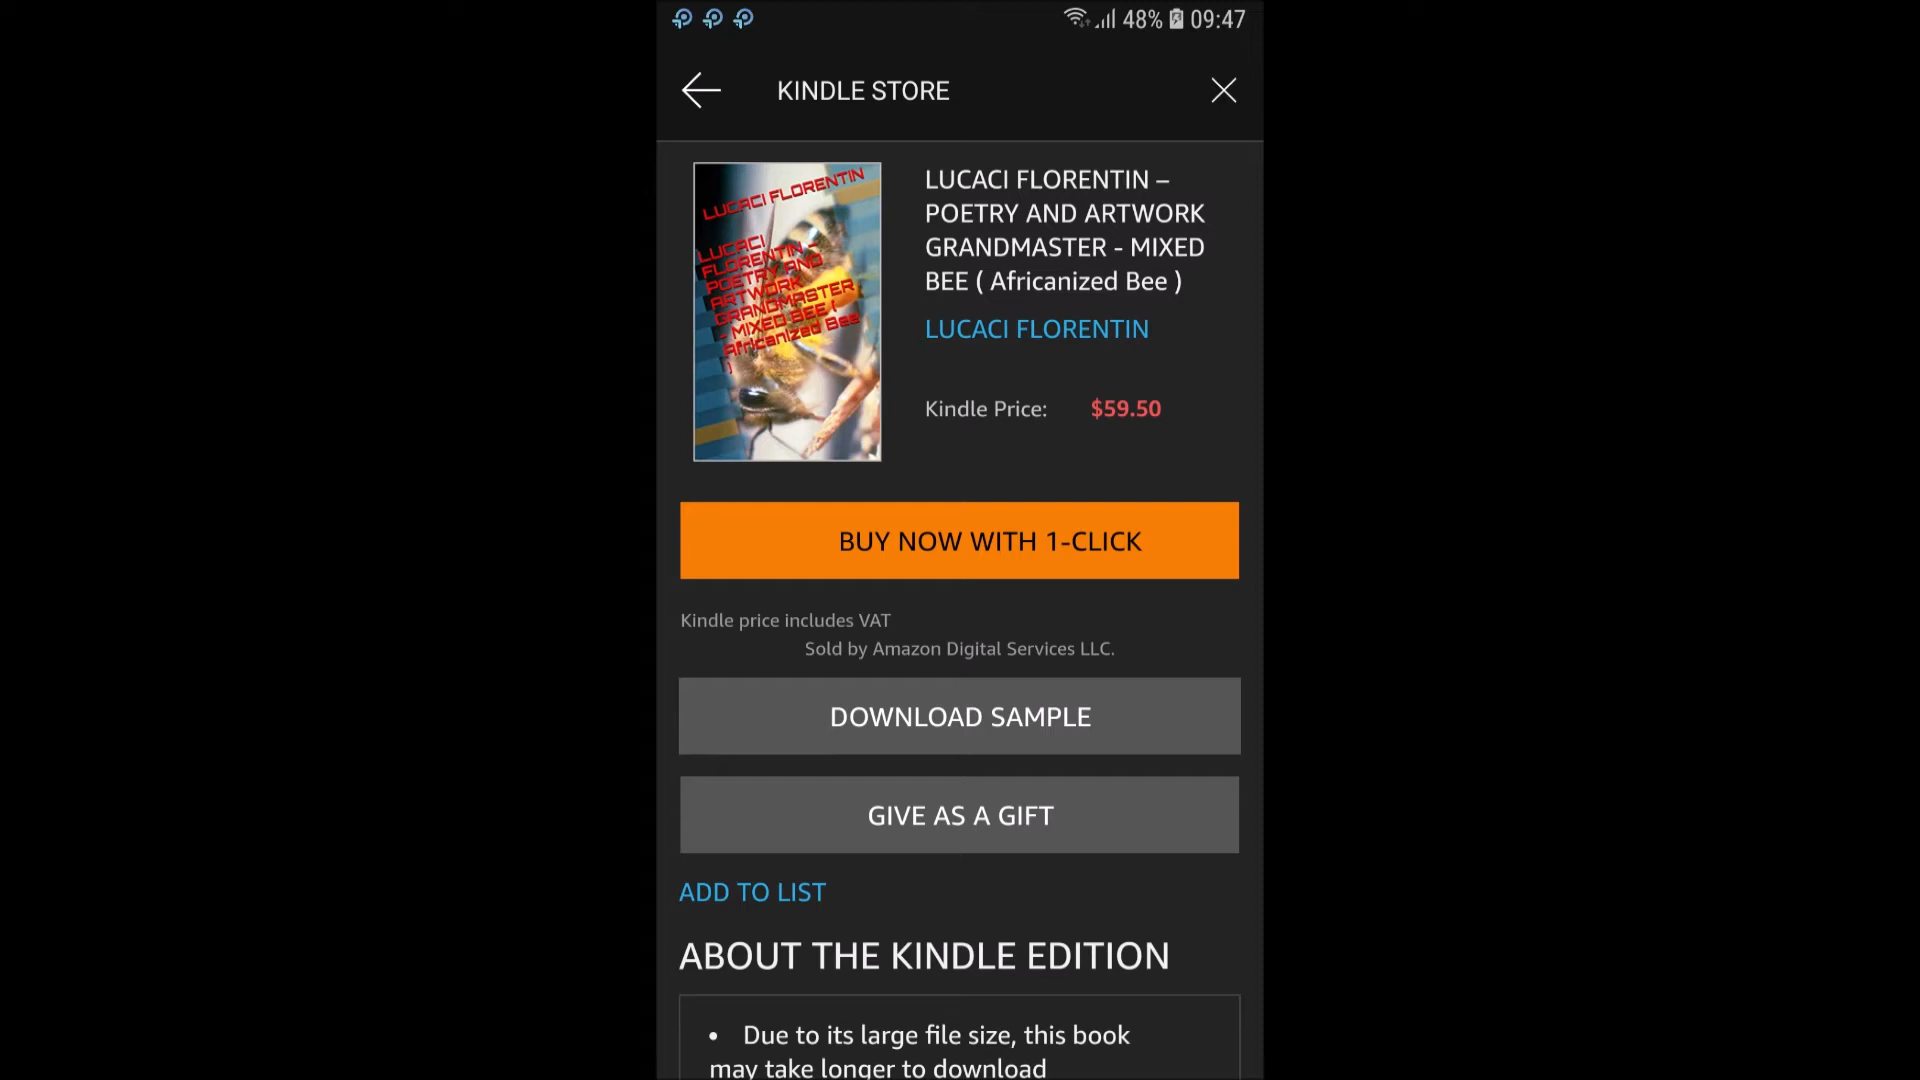 48% 09:47
KINDLE STORE
LUCACI FLORENTIN
LUCACI
FLORENTIN –
POETRY AND
ARTWORK
GRANDMASTER
- MIXED BEE (
Africanized Bee
)
LUCACI FLORENTIN –
POETRY AND ARTWORK
GRANDMASTER - MIXED
BEE ( Africanized Bee )
LUCACI FLORENTIN
Kindle Price: $59.50
BUY NOW WITH 1-CLICK
Kindle price includes VAT
Sold by Amazon Digital Services LLC.
DOWNLOAD SAMPLE
GIVE AS A GIFT
ADD TO LIST
ABOUT THE KINDLE EDITION
• Due to its large file size, this book
may take longer to download